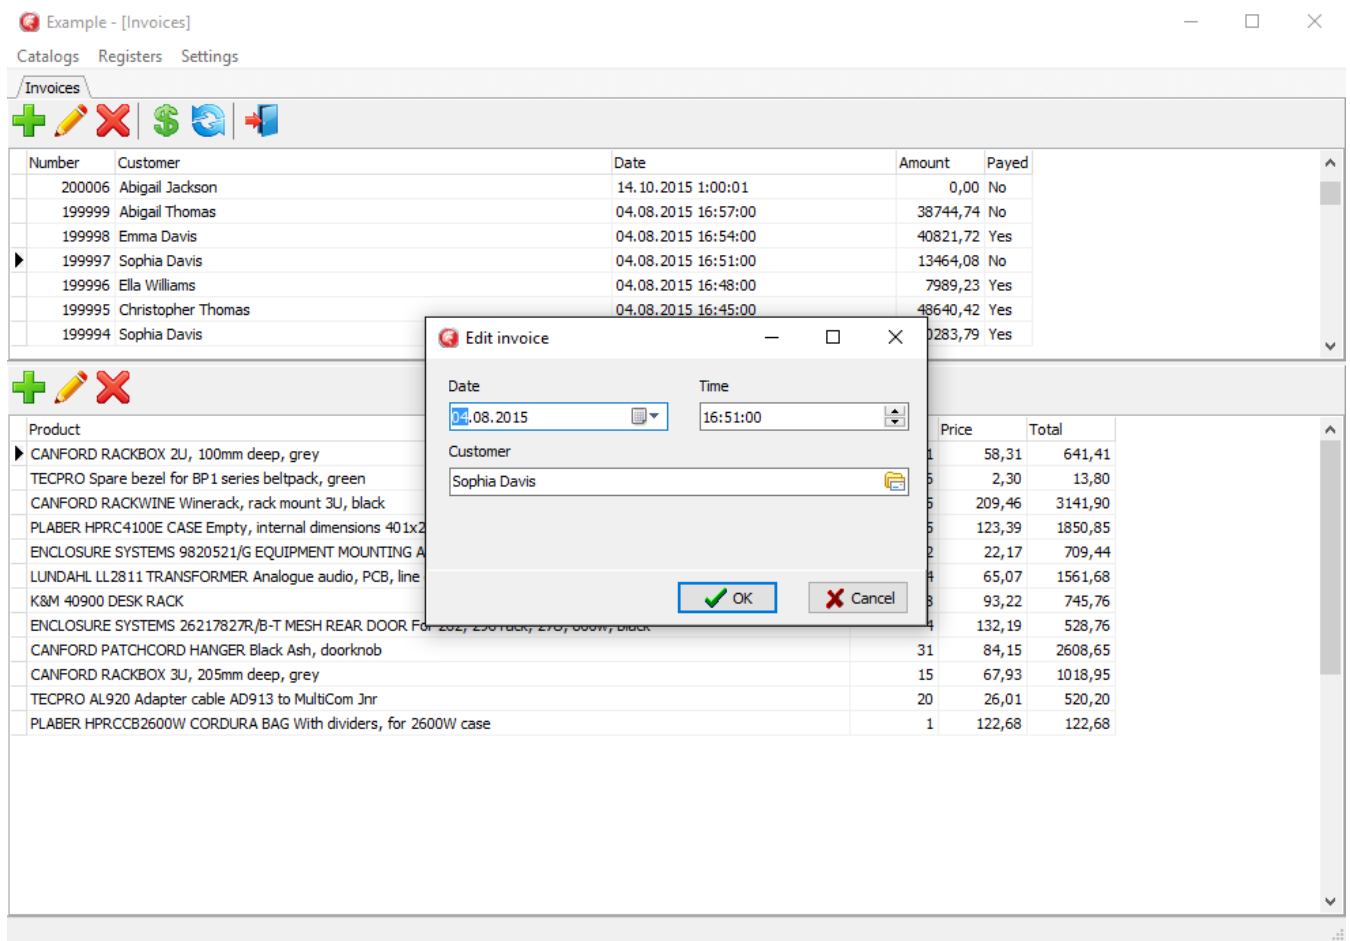 Example - [Invoices]
Catalogs Registers Settings
Invoices
Number Customer Date Amount Payed
200006 Abigail Jackson 14.10.2015 1:00:01 0,00 No
199999 Abigail Thomas 04.08.2015 16:57:00 38744,74 No
199998 Emma Davis 04.08.2015 16:54:00 40821,72 Yes
199997 Sophia Davis 04.08.2015 16:51:00 13464,08 No
199996 Ella Williams 04.08.2015 16:48:00 7989,23 Yes
199995 Christopher Thomas 04.08.2015 16:45:00 48640,42 Yes
199994 Sophia Davis 0283,79 Yes
Edit invoice
Date Time
04.08.2015 16:51:00
Customer
Sophia Davis
OK Cancel
Product Price Total
CANFORD RACKBOX 2U, 100mm deep, grey 1 58,31 641,41
TECPRO Spare bezel for BP1 series beltpack, green 2,30 13,80
CANFORD RACKWINE Winerack, rack mount 3U, black 209,46 3141,90
PLABER HPRC4100E CASE Empty, internal dimensions 401x2 123,39 1850,85
ENCLOSURE SYSTEMS 9820521/G EQUIPMENT MOUNTING A 2 22,17 709,44
LUNDAHL LL2811 TRANSFORMER Analogue audio, PCB, line 4 65,07 1561,68
K&M 40900 DESK RACK 93,22 745,76
ENCLOSURE SYSTEMS 26217827R/B-T MESH REAR DOOR For black 4 132,19 528,76
CANFORD PATCHCORD HANGER Black Ash, doorknob 31 84,15 2608,65
CANFORD RACKBOX 3U, 205mm deep, grey 15 67,93 1018,95
TECPRO AL920 Adapter cable AD913 to MultiCom Jnr 20 26,01 520,20
PLABER HPRCCB2600W CORDURA BAG With dividers, for 2600W case 1 122,68 122,68